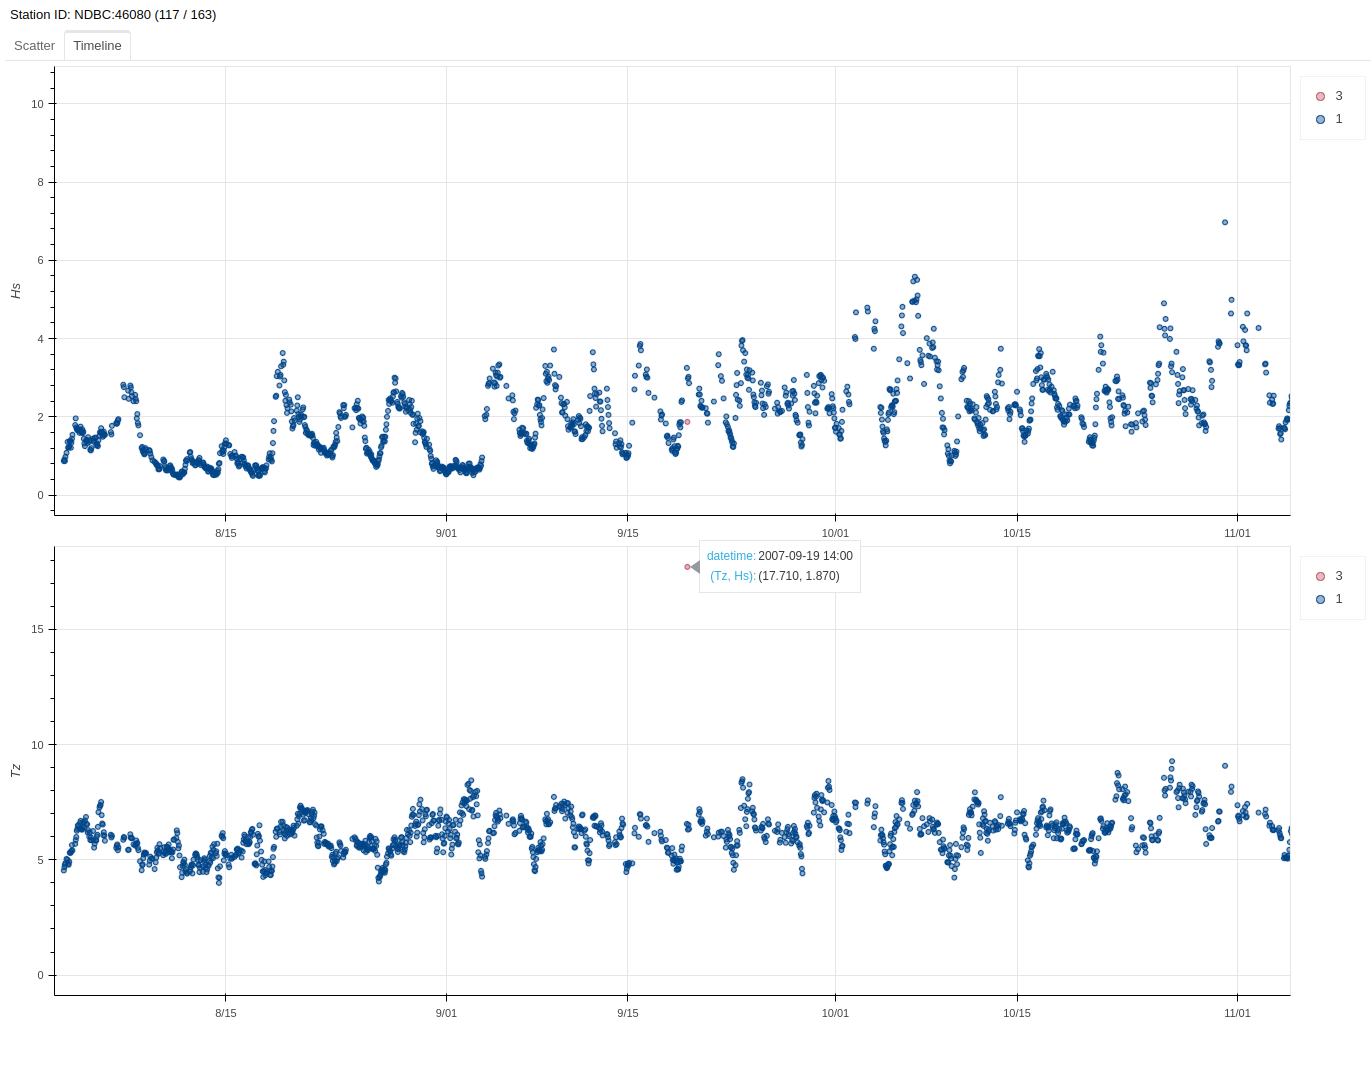 Station ID: NDBC:46080 (117 / 163)
Scatter Timeline
10
8
6
4
2
0
Hs
8/15 9/01 9/15 10/01 10/15 11/01
3
1
datetime: 2007-09-19 14:00
(Tz, Hs): (17.710, 1.870)
15
10
5
0
Tz
8/15 9/01 9/15 10/01 10/15 11/01
3
1